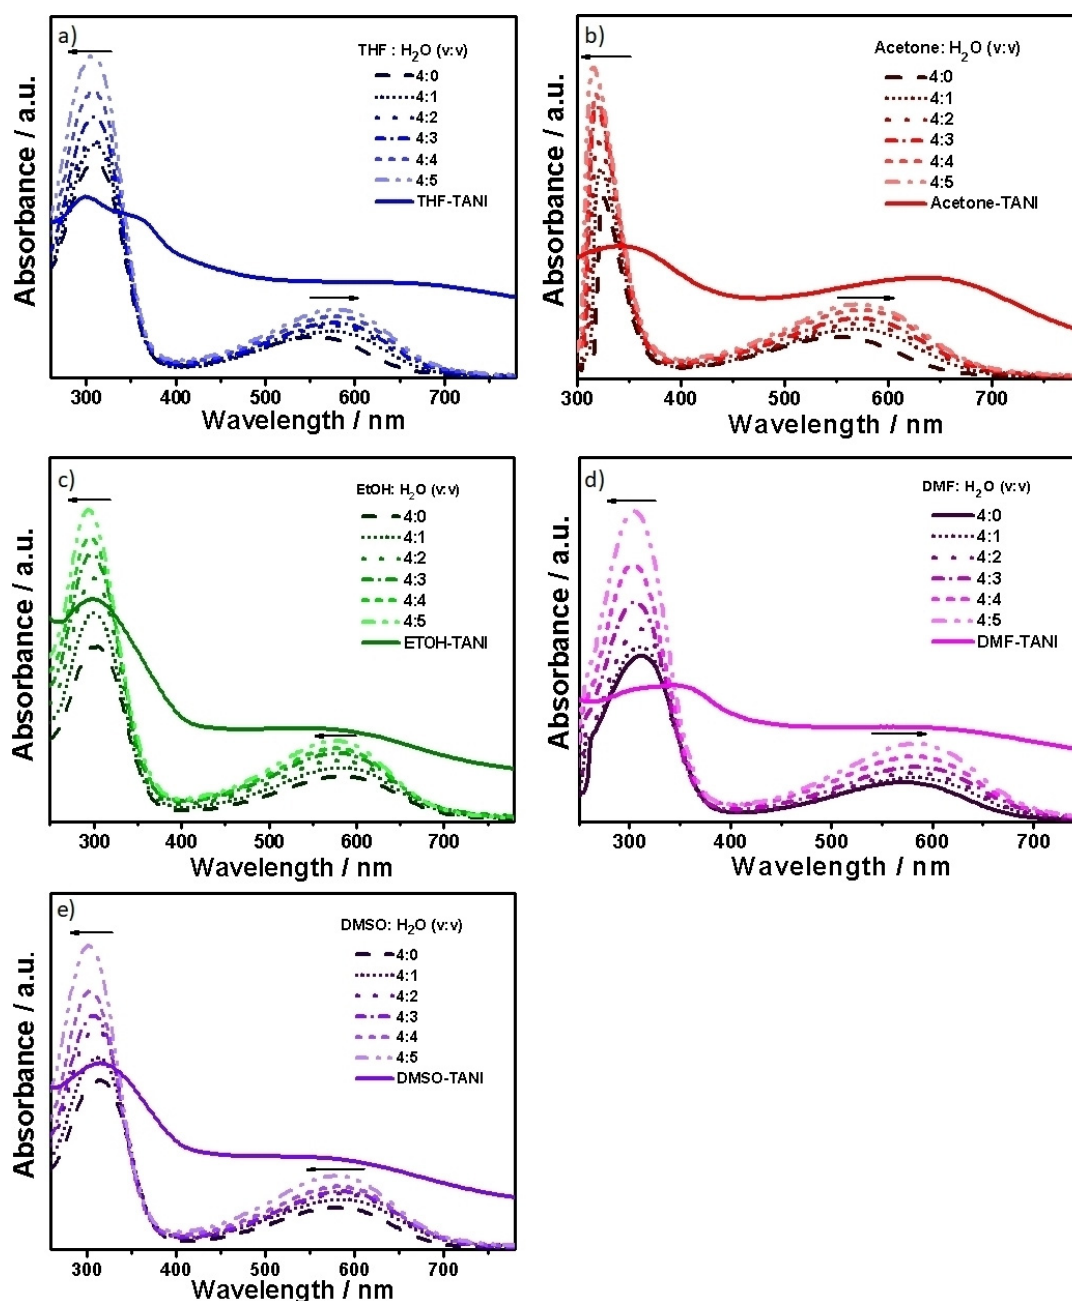 a)
THF : H2O (v:v)
4:0
4:1
4:2
4:3
4:4
4:5
THF-TANI
Absorbance / a.u.
300 400 500 600 700
Wavelength / nm
b)
Acetone: H2O (v:v)
4:0
4:1
4:2
4:3
4:4
4:5
Acetone-TANI
Absorbance / a.u.
300 400 500 600 700
Wavelength / nm
c)
EtOH: H2O (v:v)
4:0
4:1
4:2
4:3
4:4
4:5
ETOH-TANI
Absorbance / a.u.
300 400 500 600 700
Wavelength / nm
d)
DMF: H2O (v:v)
4:0
4:1
4:2
4:3
4:4
4:5
DMF-TANI
Absorbance / a.u.
300 400 500 600 700
Wavelength / nm
e)
DMSO: H2O (v:v)
4:0
4:1
4:2
4:3
4:4
4:5
DMSO-TANI
Absorbance / a.u.
300 400 500 600 700
Wavelength / nm